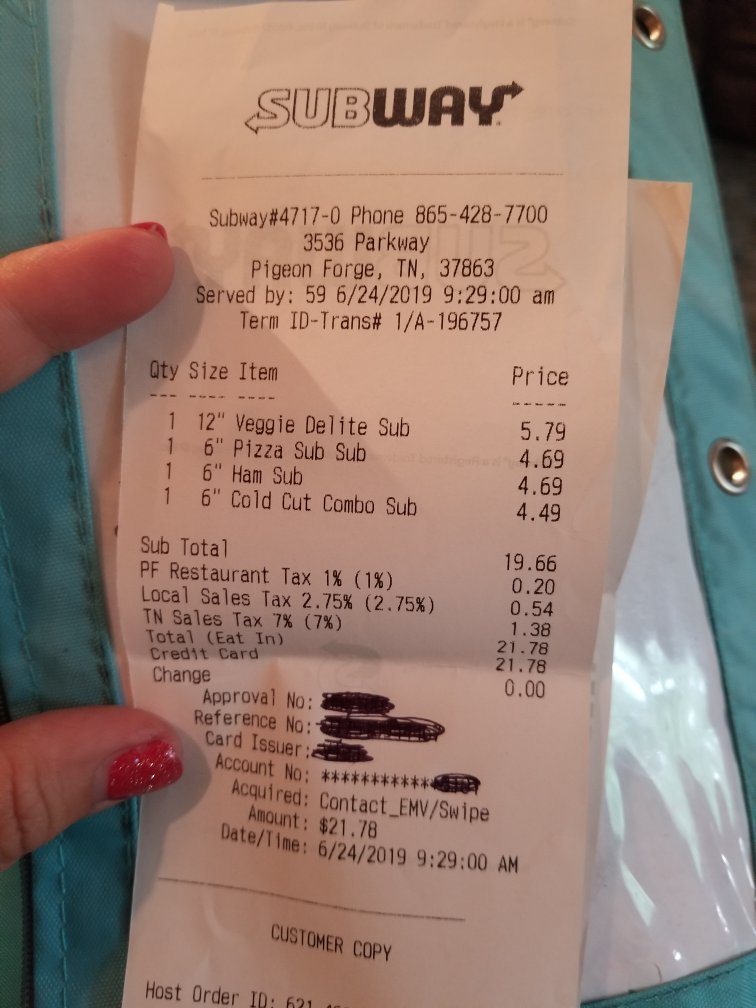 SUBWAY
Subway#4717-0 Phone 865-428-7700
3536 Parkway
Pigeon Forge, TN, 37863
Served by: 59 6/24/2019 9:29:00 am
Term ID-Trans# 1/A-196757
Qty Size Item Price
--- ---- ---- -----
1 12" Veggie Delite Sub 5.79
1 6" Pizza Sub Sub 4.69
1 6" Ham Sub 4.69
1 6" Cold Cut Combo Sub 4.49
Sub Total 19.66
PF Restaurant Tax 1% (1%) 0.20
Local Sales Tax 2.75% (2.75%) 0.54
TN Sales Tax 7% (7%) 1.38
Total (Eat In) 21.78
Credit Card 21.78
Change 0.00
Approval No:
Reference No:
Card Issuer:
Account No: ************
Acquired: Contact_EMV/Swipe
Amount: $21.78
Date/Time: 6/24/2019 9:29:00 AM
CUSTOMER COPY
Host Order ID: 621